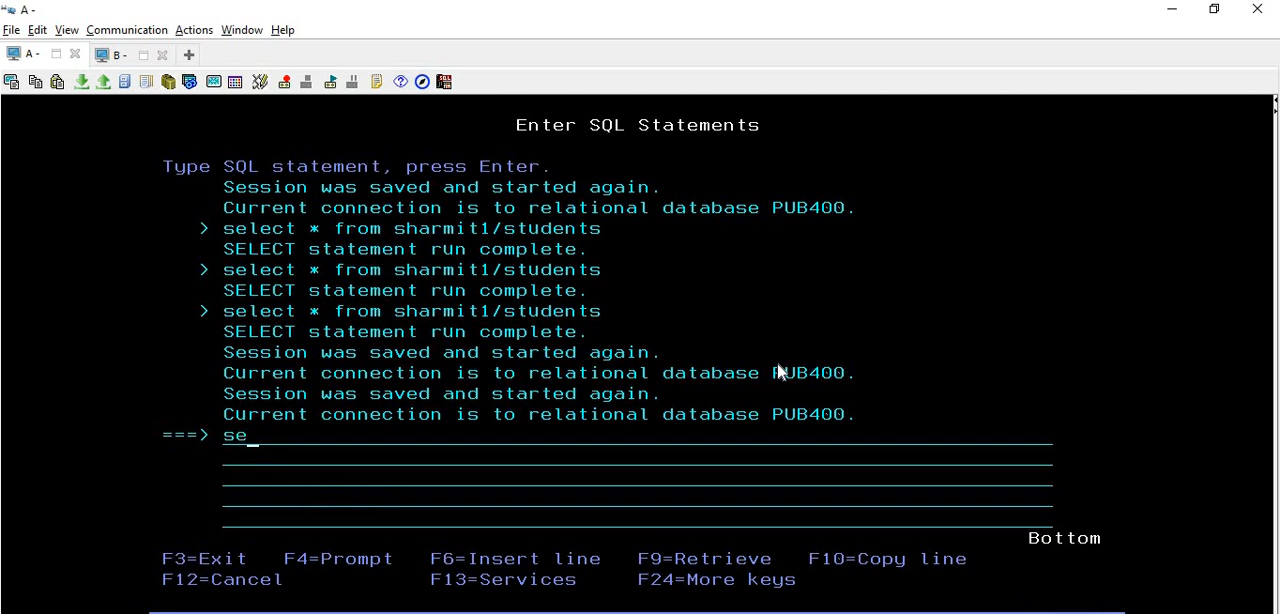 A -
File Edit View Communication Actions Window Help
A - B -
Enter SQL Statements
Type SQL statement, press Enter.
Session was saved and started again.
Current connection is to relational database PUB400.
> select * from sharmit1/students
SELECT statement run complete.
> select * from sharmit1/students
SELECT statement run complete.
> select * from sharmit1/students
SELECT statement run complete.
Session was saved and started again.
Current connection is to relational database PUB400.
Session was saved and started again.
Current connection is to relational database PUB400.
===> se_
Bottom
F3=Exit F4=Prompt F6=Insert line F9=Retrieve F10=Copy line
F12=Cancel F13=Services F24=More keys